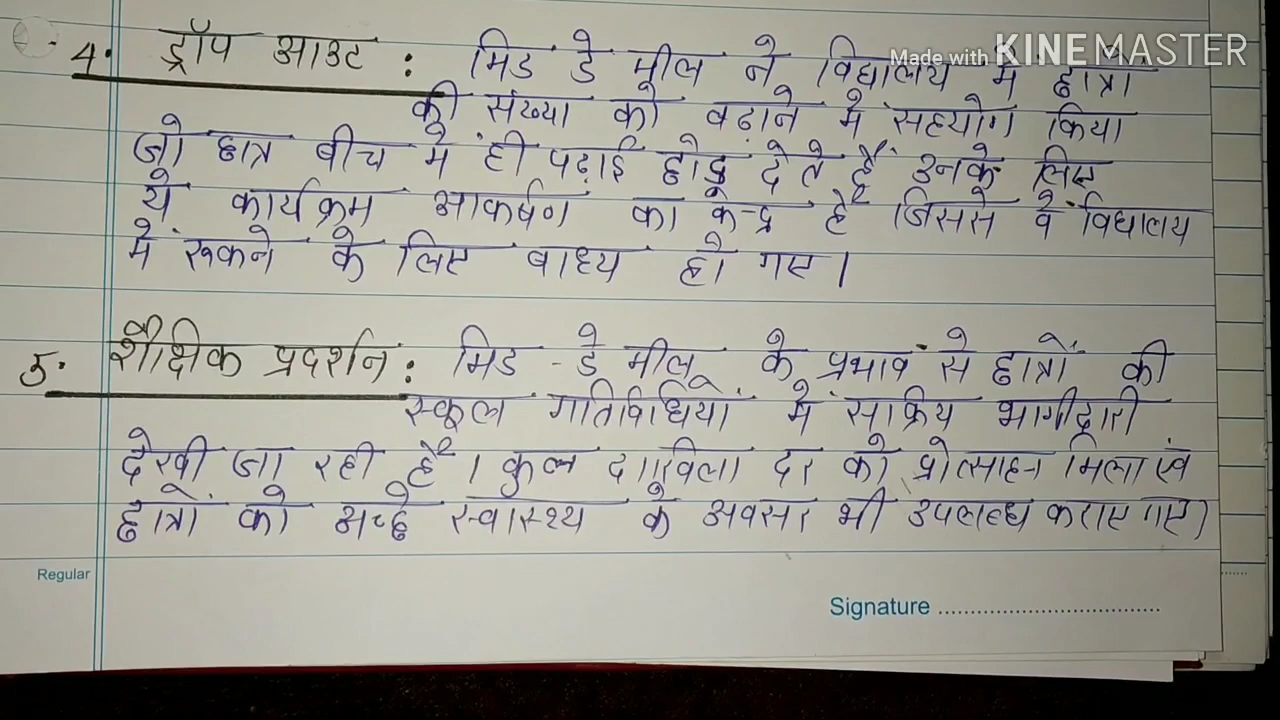 Made with KINEMASTER
4. ड्रॉप आउट : मिड डे मील ने विद्यालय में छात्रों
की संख्या को बढ़ाने में सहयोग किया
जो छात्र बीच में ही पढ़ाई छोड़ देते हैं उनके लिए
ये कार्यक्रम आकर्षण का केन्द्र है जिससे वे विद्यालय
में रुकने के लिए बाध्य हो गए।
5. शैक्षिक प्रदर्शन : मिड - डे मील के प्रभाव से छात्रों की
स्कूल गतिविधियों में सक्रिय भागीदारी
देखी जा रही है। कुल दाखिला दर को प्रोत्साहन मिला एवं
छात्रों को अच्छे स्वास्थ्य के अवसर भी उपलब्ध कराए गए।
Regular
Signature ....................................